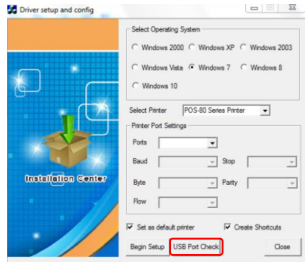 Driver setup and config
Select Operating System
Windows 2000 Windows XP Windows 2003
Windows Vista Windows 7 Windows 8
Windows 10
Select Printer POS-80 Series Printer
Printer Port Settings
Ports
Baud Stop
Byte Parity
Flow
Installation Center
Set as default printer Create Shortcuts
Begin Setup USB Port Check Close